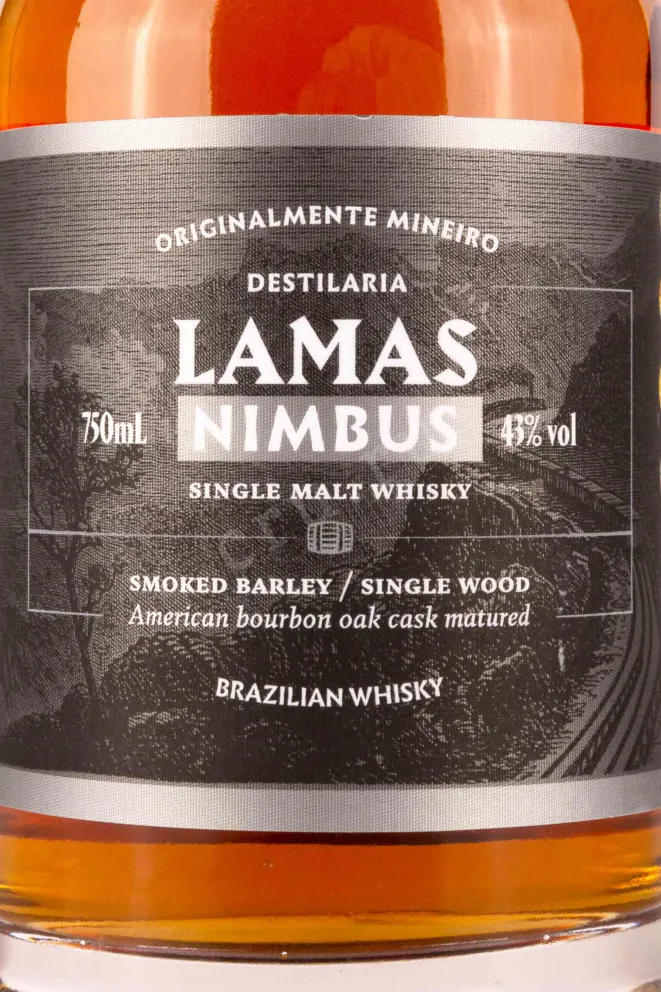 ORIGINALMENTE MINEIRO
DESTILARIA
LAMAS
750mL NIMBUS 43% vol
SINGLE MALT WHISKY
SMOKED BARLEY / SINGLE WOOD
American bourbon oak cask matured
BRAZILIAN WHISKY